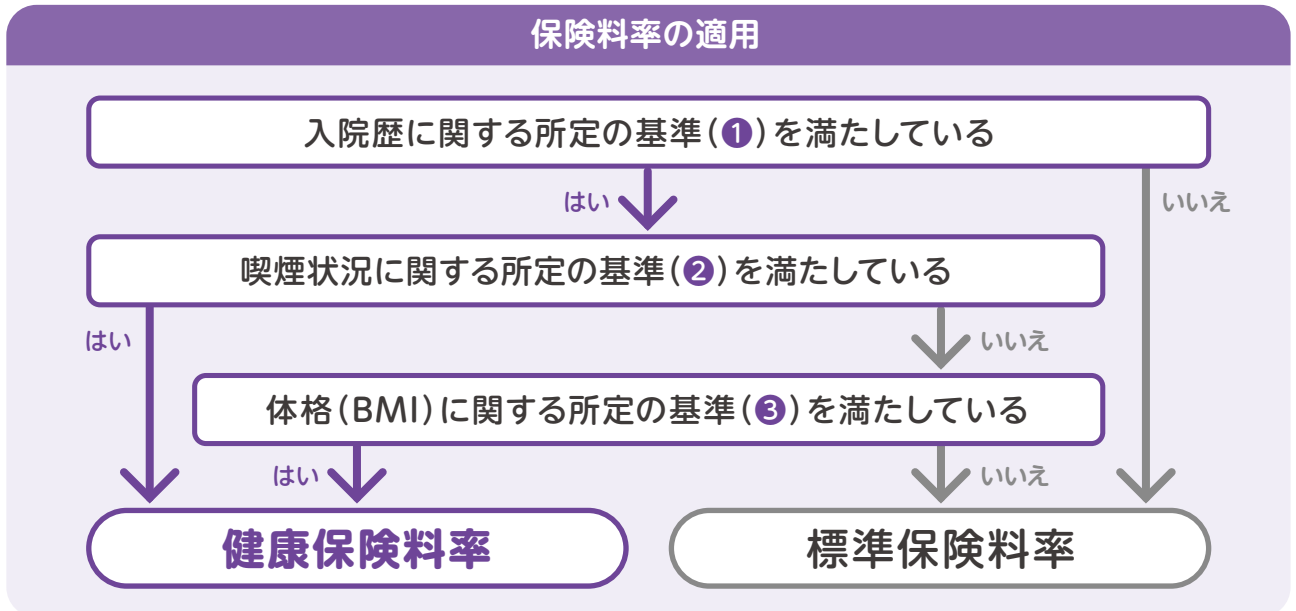 保険料率の適用
入院歴に関する所定の基準(❶)を満たしている
はい
いいえ
喫煙状況に関する所定の基準(❷)を満たしている
はい
いいえ
体格(BMI)に関する所定の基準(❸)を満たしている
はい
いいえ
健康保険料率
標準保険料率